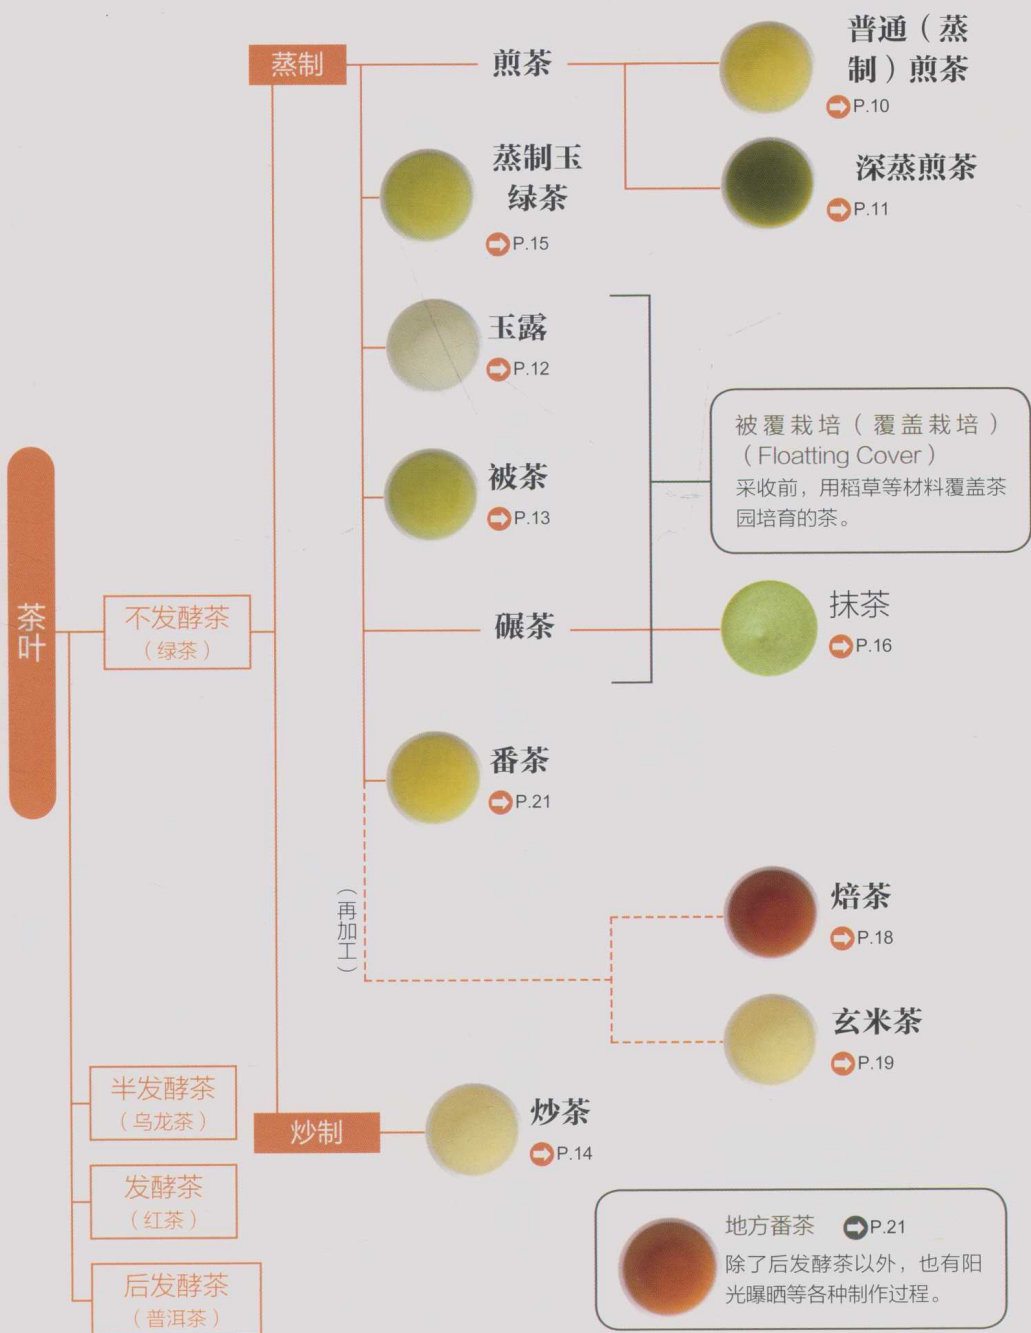 蒸制
煎茶
普通（蒸
制）煎茶
P.10
深蒸煎茶
P.11
蒸制玉
绿茶
P.15
玉露
P.12
被茶
P.13
被覆栽培（覆盖栽培）
（Floatting Cover）
采收前，用稻草等材料覆盖茶
园培育的茶。
茶叶
不发酵茶
（绿茶）
碾茶
抹茶
P.16
番茶
P.21
（再加工）
焙茶
P.18
玄米茶
P.19
半发酵茶
（乌龙茶）
炒制
炒茶
P.14
发酵茶
（红茶）
后发酵茶
（普洱茶）
地方番茶 P.21
除了后发酵茶以外，也有阳
光曝晒等各种制作过程。